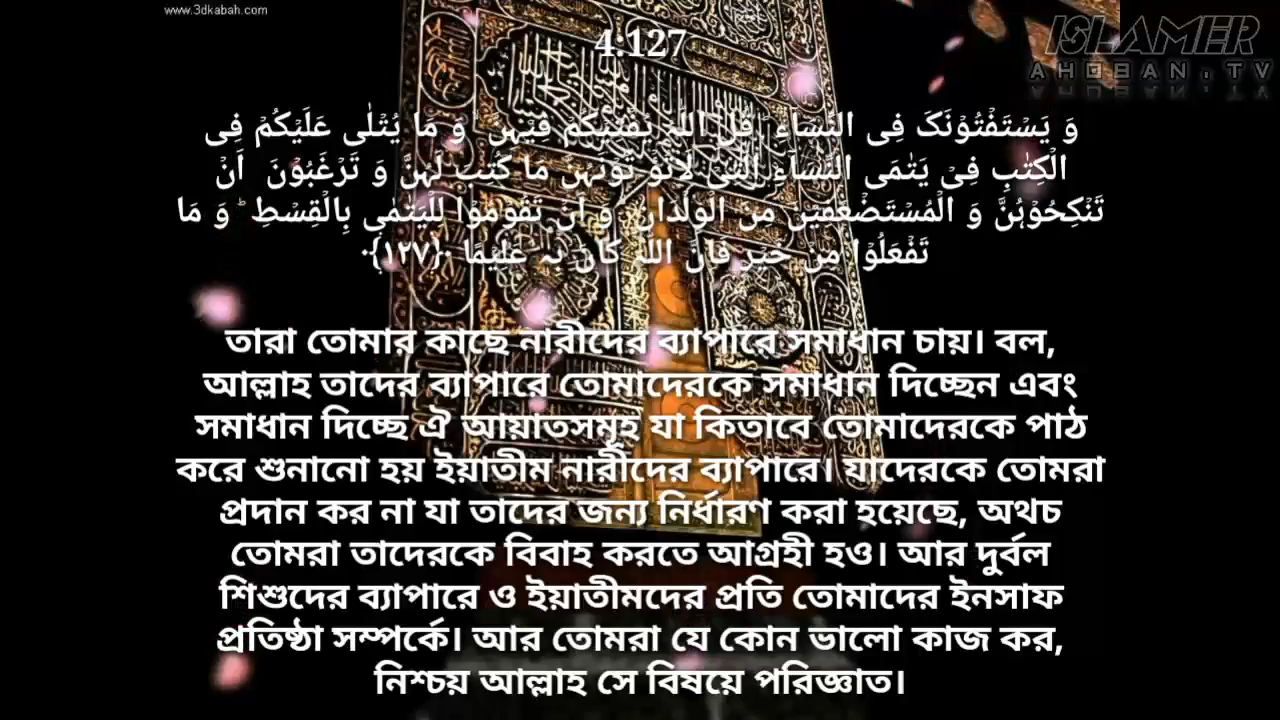 www.3dkabah.com
ISLAMER
AHOBAN.TV
4:127
وَ یَسۡتَفۡتُوۡنَکَ فِی النِّسَآءِ ؕ قُلِ اللّٰہُ یُفۡتِیۡکُمۡ فِیۡہِنَّ ۙ وَ مَا یُتۡلٰی عَلَیۡکُمۡ فِی
الۡکِتٰبِ فِیۡ یَتٰمَی النِّسَآءِ الّٰتِیۡ لَاتُؤۡ تُوۡنَہُنَّ مَا کُتِبَ لَہُنَّ وَ تَرۡغَبُوۡنَ اَنۡ
تَنۡکِحُوۡہُنَّ وَ الۡمُسۡتَضۡعَفِیۡنَ مِنَ الۡوِلۡدَانِ ۙ وَ اَنۡ تَقُوۡمُوۡا لِلۡیَتٰمٰی بِالۡقِسۡطِ ؕ وَ مَا
تَفۡعَلُوۡا مِنۡ خَیۡرٍ فَاِنَّ اللّٰہَ کَانَ بِہٖ عَلِیۡمًا ﴿۱۲۷﴾
তারা তোমার কাছে নারীদের ব্যাপারে সমাধান চায়। বল,
আল্লাহ তাদের ব্যাপারে তোমাদেরকে সমাধান দিচ্ছেন এবং
সমাধান দিচ্ছে ঐ আয়াতসমূহ যা কিতাবে তোমাদেরকে পাঠ
করে শুনানো হয় ইয়াতীম নারীদের ব্যাপারে। যাদেরকে তোমরা
প্রদান কর না যা তাদের জন্য নির্ধারণ করা হয়েছে, অথচ
তোমরা তাদেরকে বিবাহ করতে আগ্রহী হও। আর দুর্বল
শিশুদের ব্যাপারে ও ইয়াতীমদের প্রতি তোমাদের ইনসাফ
প্রতিষ্ঠা সম্পর্কে। আর তোমরা যে কোন ভালো কাজ কর,
নিশ্চয় আল্লাহ সে বিষয়ে পরিজ্ঞাত।